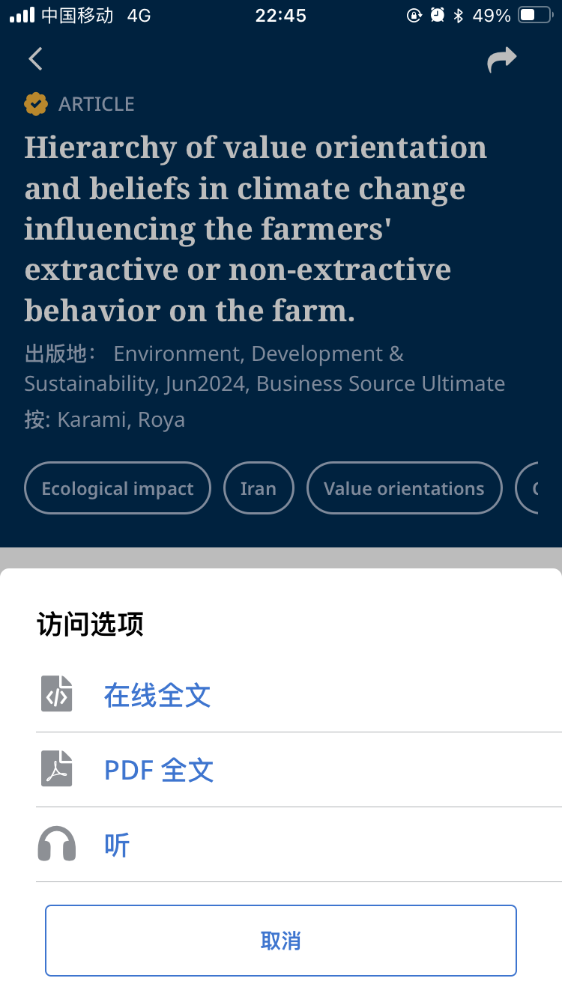 中国移动 4G 22:45 49%
ARTICLE
Hierarchy of value orientation
and beliefs in climate change
influencing the farmers'
extractive or non-extractive
behavior on the farm.
出版地： Environment, Development &
Sustainability, Jun2024, Business Source Ultimate
按: Karami, Roya
Ecological impact Iran Value orientations
访问选项
在线全文
PDF 全文
听
取消